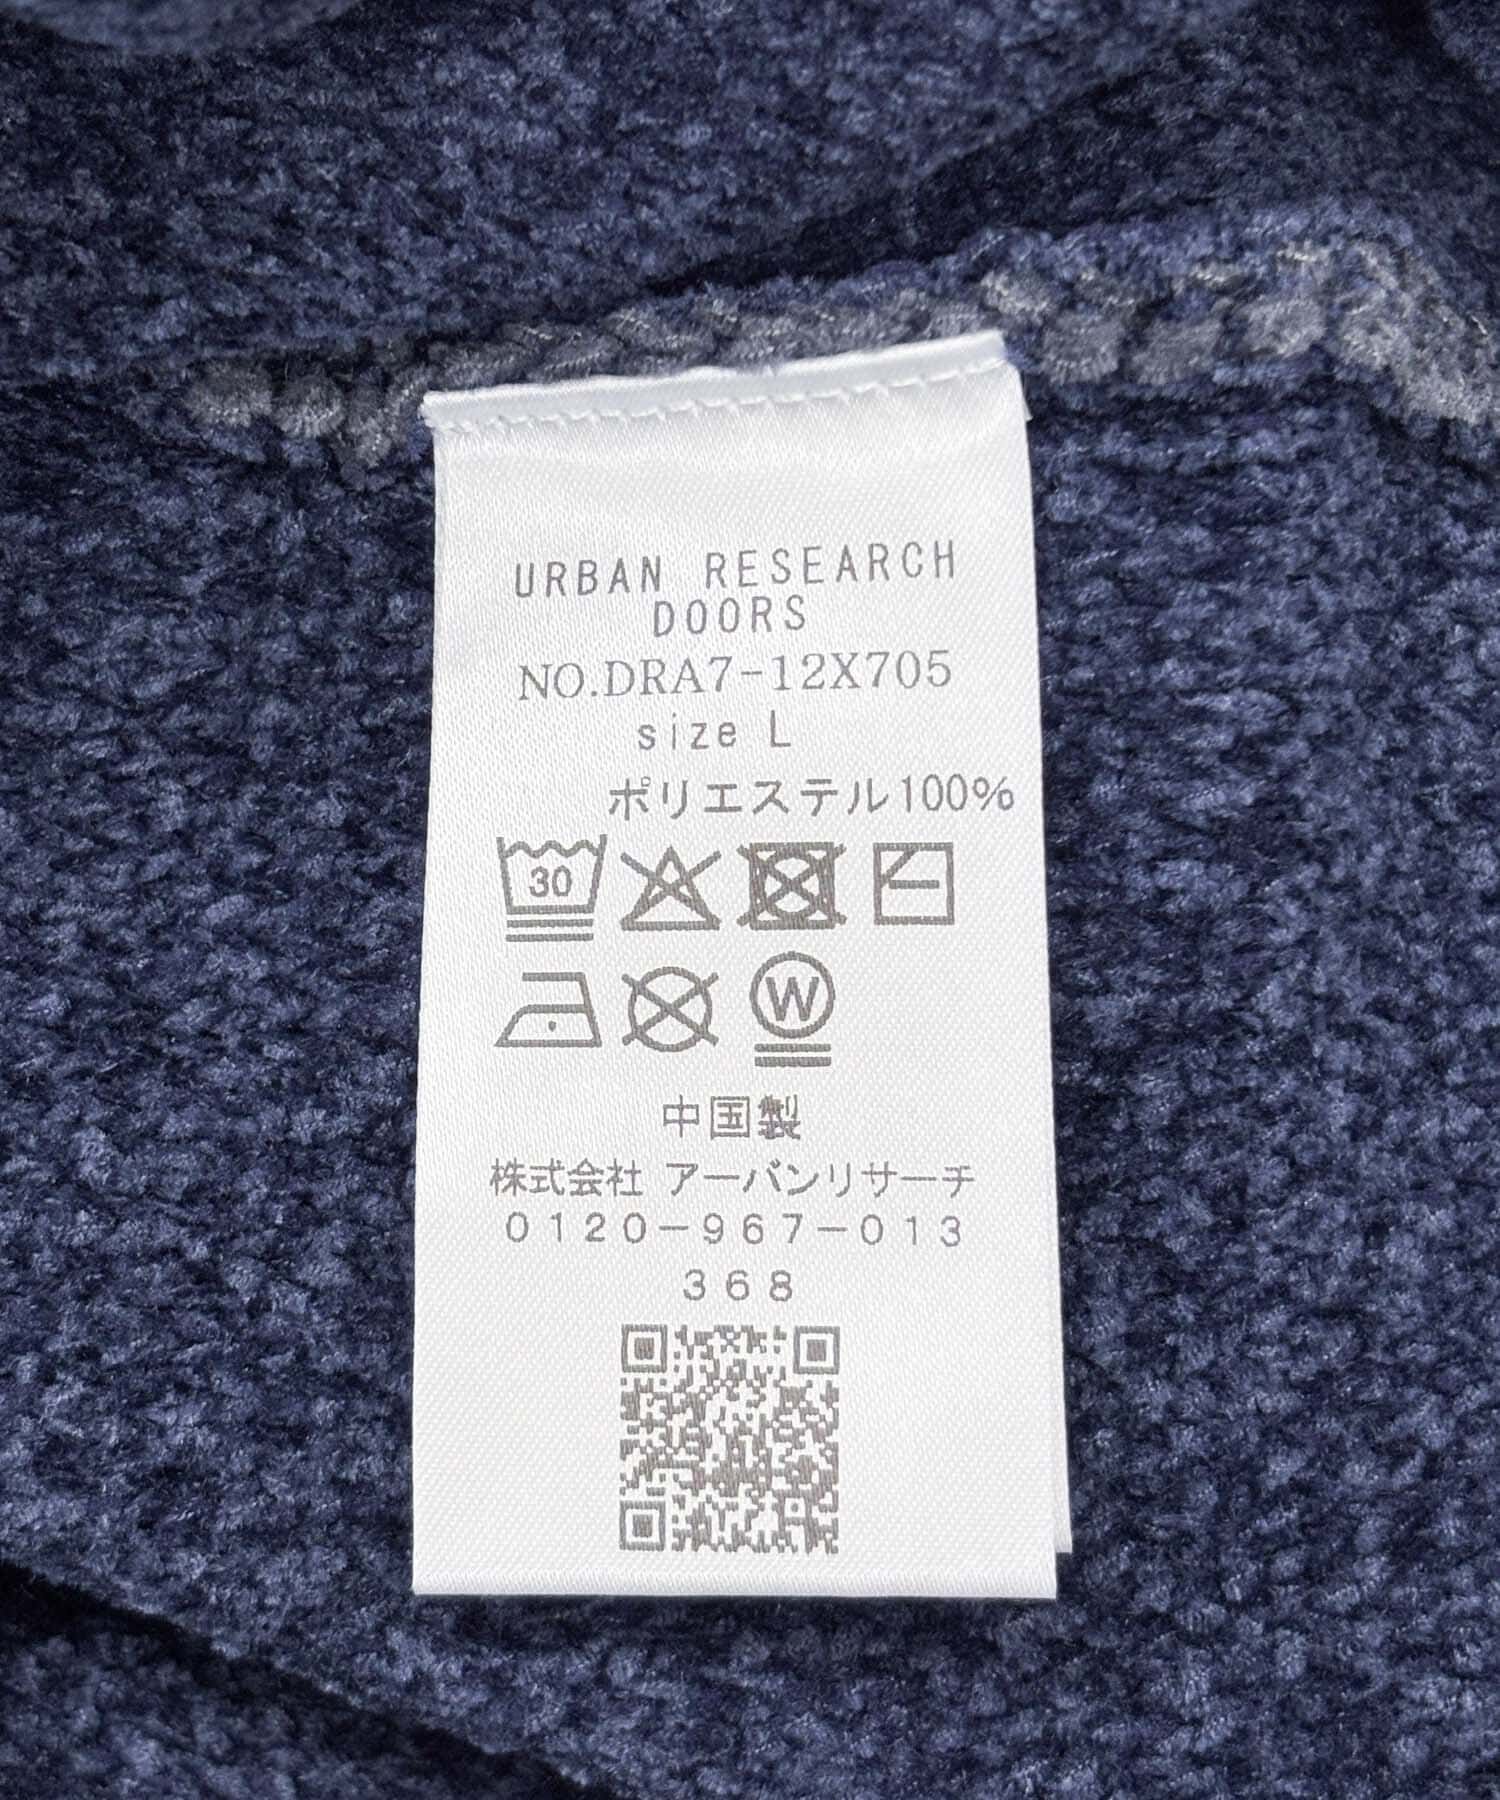 URBAN RESEARCH
DOORS
NO.DRA7-12X705
size L
ポリエステル100%
30
W
中国製
株式会社 アーバンリサーチ
0120-967-013
368